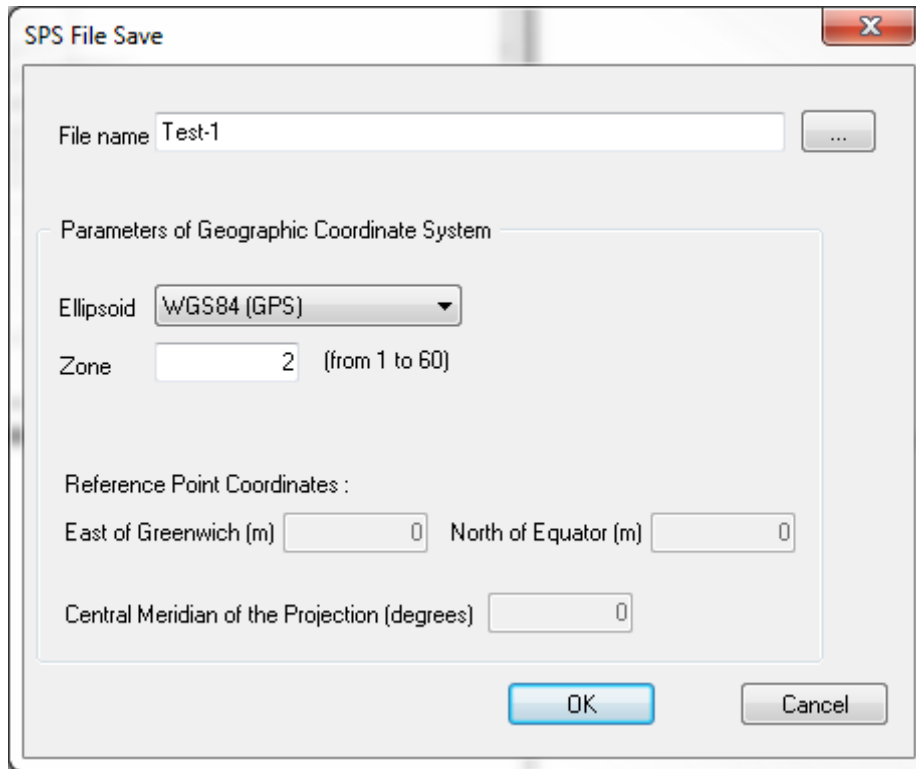 SPS File Save
File name Test-1 ...
Parameters of Geographic Coordinate System
Ellipsoid WGS84 (GPS)
Zone 2 (from 1 to 60)
Reference Point Coordinates :
East of Greenwich (m) 0 North of Equator (m) 0
Central Meridian of the Projection (degrees) 0
OK Cancel